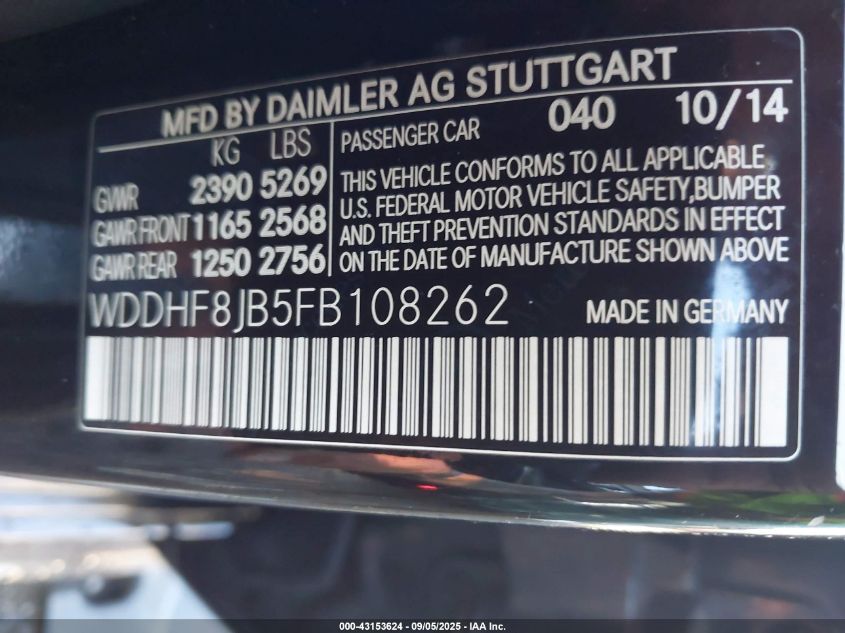 MFD BY DAIMLER AG STUTTGART
KG LBS
GVWR 2390 5269
GAWR FRONT 1165 2568
GAWR REAR 1250 2756
PASSENGER CAR 040 10/14
THIS VEHICLE CONFORMS TO ALL APPLICABLE
U.S. FEDERAL MOTOR VEHICLE SAFETY,BUMPER
AND THEFT PREVENTION STANDARDS IN EFFECT
ON THE DATE OF MANUFACTURE SHOWN ABOVE
WDDHF8JB5FB108262 MADE IN GERMANY
000-43153624 - 09/05/2025 - IAA Inc.